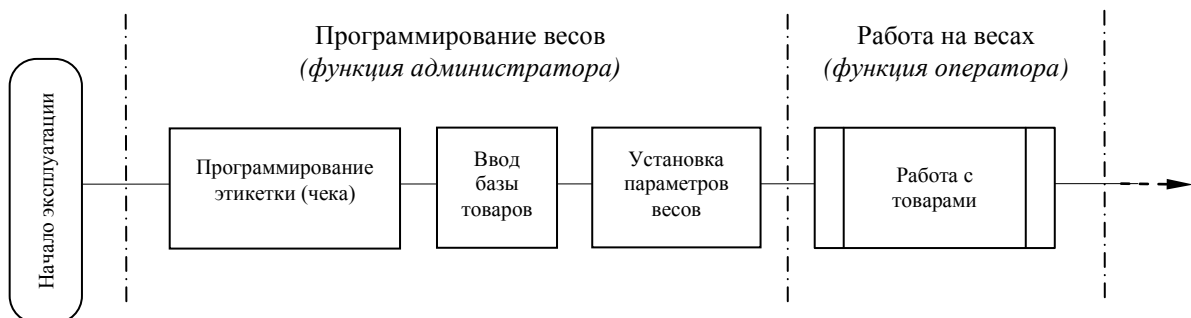 Начало эксплуатации
Программирование весов
(функция администратора)
Программирование
этикетки (чека)
Ввод
базы
товаров
Установка
параметров
весов
Работа на весах
(функция оператора)
Работа с
товарами